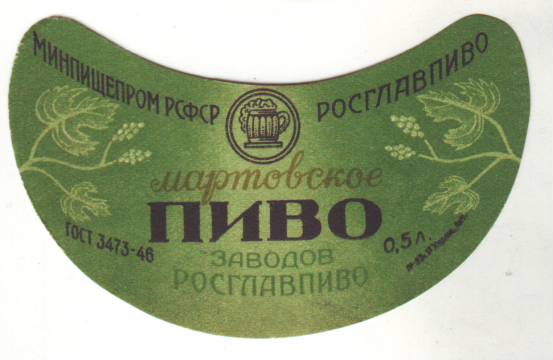 МИНПИЩЕПРОМ РСФСР
РОСГЛАВПИВО
мартовское
ПИВО
ГОСТ 3473-46
0,5 л.
ЗАВОДОВ
РОСГЛАВПИВО